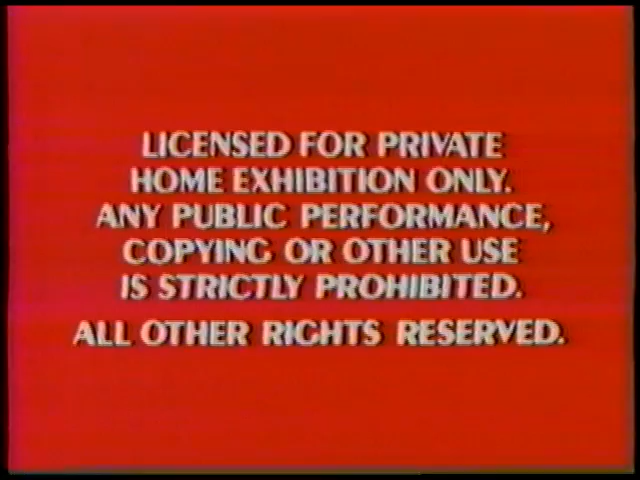 LICENSED FOR PRIVATE
HOME EXHIBITION ONLY.
ANY PUBLIC PERFORMANCE,
COPYING OR OTHER USE
IS STRICTLY PROHIBITED.
ALL OTHER RIGHTS RESERVED.